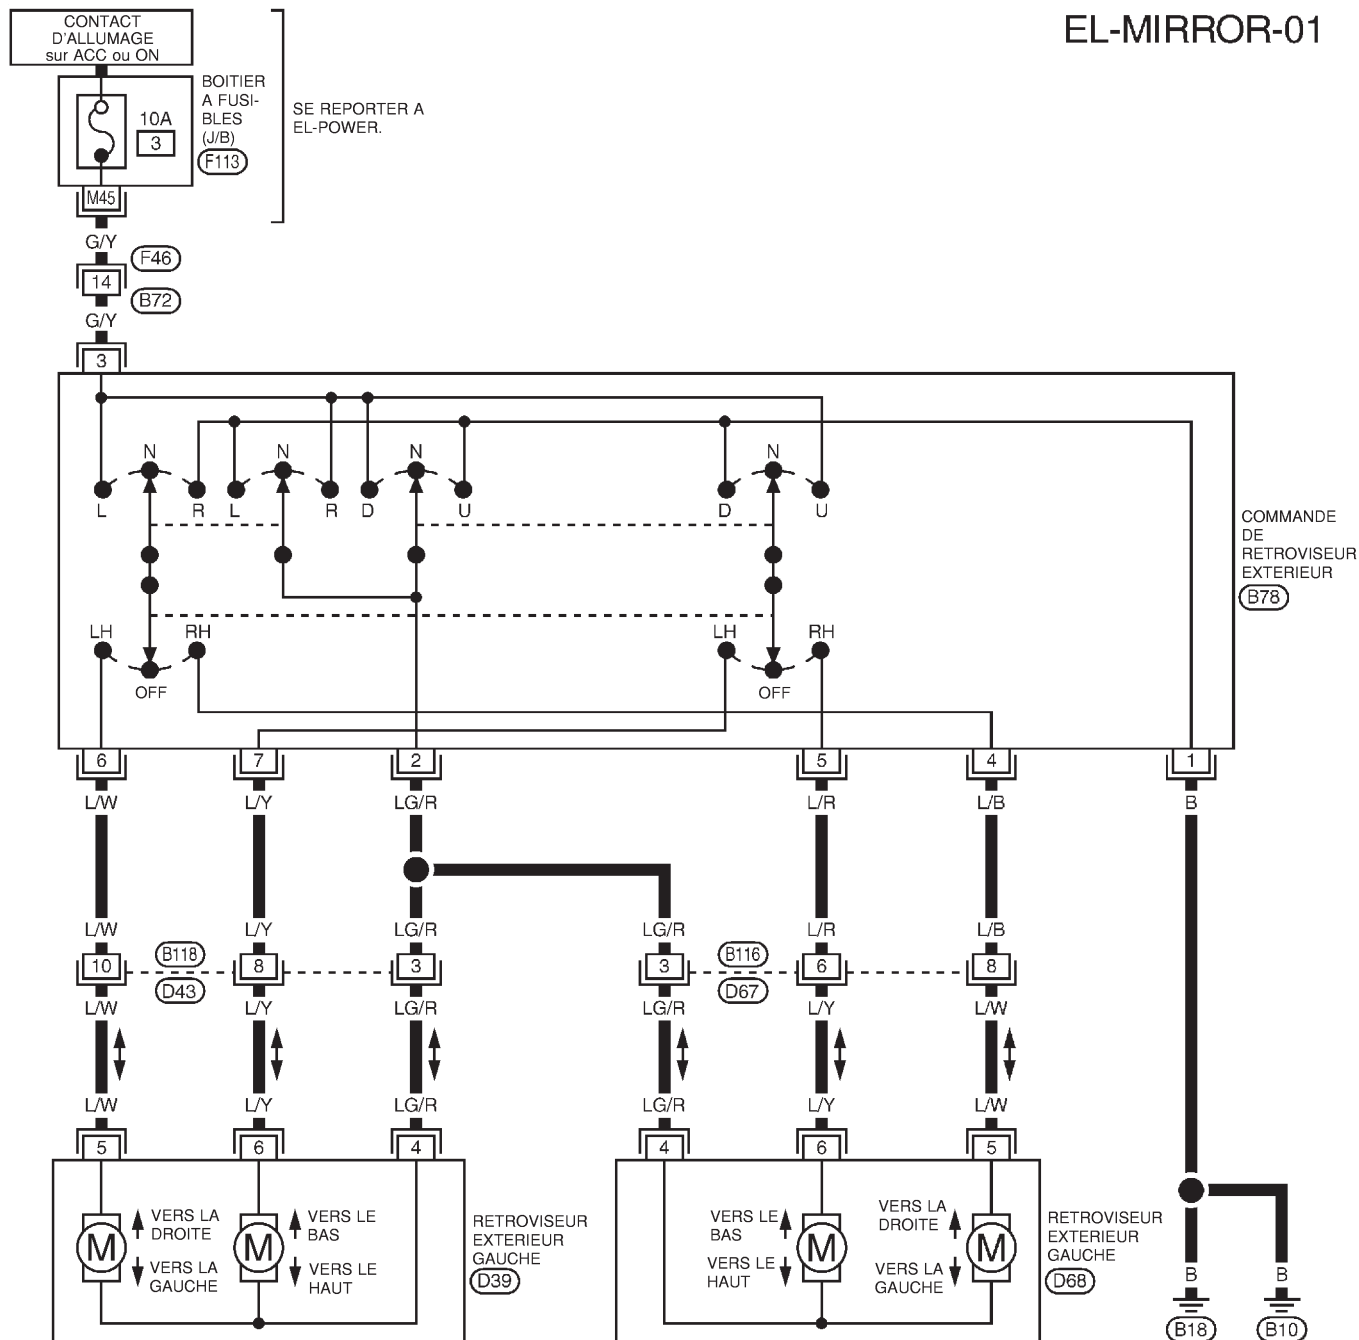 EL-MIRROR-01
CONTACT
D'ALLUMAGE
sur ACC ou ON
BOITIER
A FUSI-
BLES
(J/B)
F113
10A
3
SE REPORTER A
EL-POWER.
M45
G/Y
F46
14
B72
G/Y
3
N N N N
L R L R D U D U
COMMANDE
DE
RETROVISEUR
EXTERIEUR
B78
LH RH LH RH
OFF OFF
6 7 2 5 4 1
L/W L/Y LG/R L/R L/B B
L/W L/Y LG/R LG/R L/R L/B
B118 B116
10 8 3 3 6 8
D43 D67
L/W L/Y LG/R LG/R L/Y L/W
L/W L/Y LG/R LG/R L/Y L/W
5 6 4 4 6 5
M
VERS LA
DROITE
VERS LA
GAUCHE
M
VERS LE
BAS
VERS LE
HAUT
RETROVISEUR
EXTERIEUR
GAUCHE
D39
VERS LE
BAS
VERS LE
HAUT
M
VERS LA
DROITE
VERS LA
GAUCHE
M
RETROVISEUR
EXTERIEUR
GAUCHE
D68
B B
B18 B10